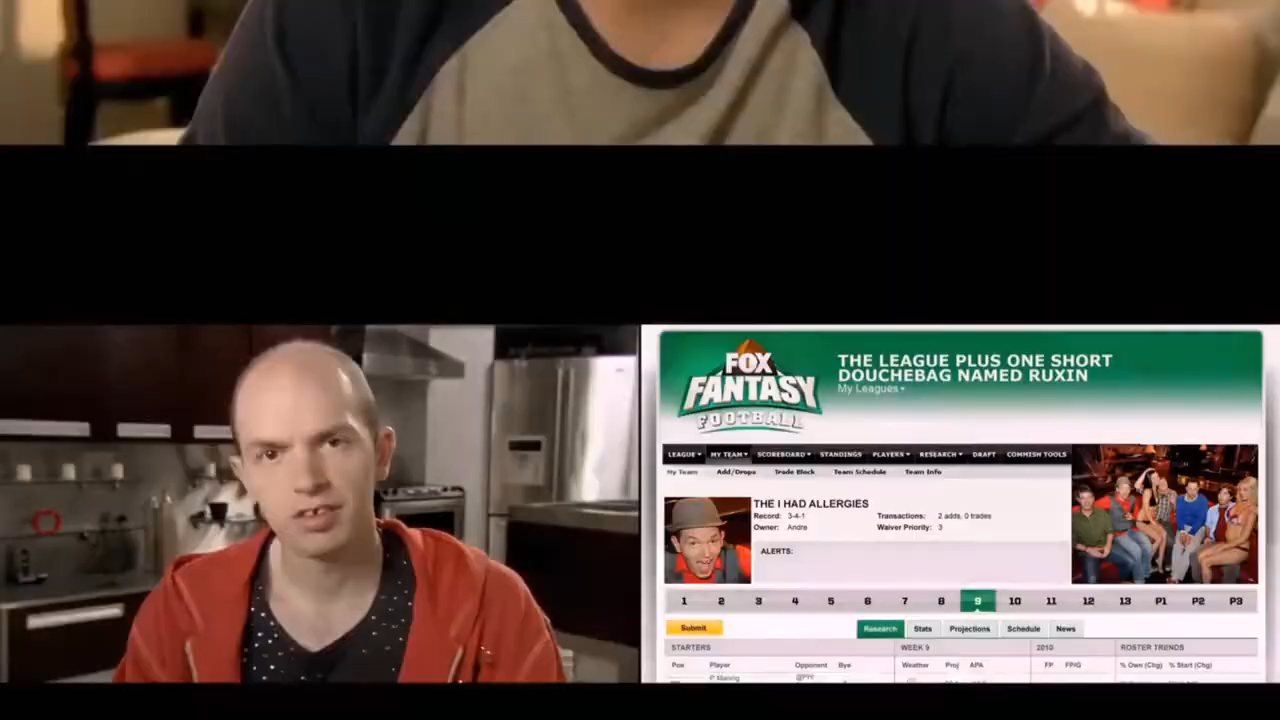 FOX
FANTASY
FOOTBALL
THE LEAGUE PLUS ONE SHORT
DOUCHEBAG NAMED RUXIN
My Leagues
LEAGUE MY TEAM SCOREBOARD STANDINGS PLAYERS RESEARCH DRAFT COMMISH TOOLS
My Team Add/Drops Trade Block Team Schedule Team Info
THE I HAD ALLERGIES
Record: 3-4-1 Transactions: 2 adds, 0 trades
Owner: Andre Waiver Priority: 3
ALERTS:
1 2 3 4 5 6 7 8 9 10 11 12 13 P1 P2 P3
Submit Research Stats Projections Schedule News
STARTERS WEEK 9 2010 ROSTER TRENDS
Pos Player Opponent Bye Weather Proj APA FP FP/G % Own (Chg) % Start (Chg)